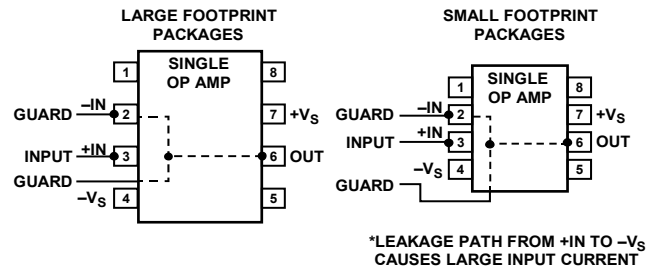 LARGE FOOTPRINT
PACKAGES
SINGLE
OP AMP
1
8
GUARD
–IN
2
7
+VS
INPUT
+IN
3
6
OUT
GUARD
–VS
4
5
SMALL FOOTPRINT
PACKAGES
SINGLE
OP AMP
1
8
GUARD
–IN
2
7
+VS
INPUT
+IN
3
6
OUT
–VS
4
5
GUARD
*LEAKAGE PATH FROM +IN TO –VS
CAUSES LARGE INPUT CURRENT